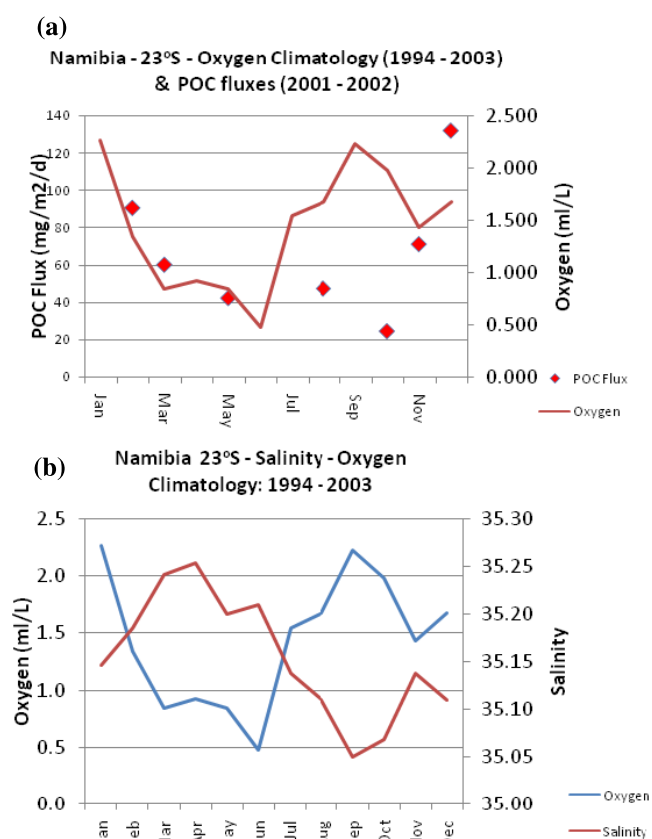 (a)
Namibia - 23ºS - Oxygen Climatology (1994 - 2003)
& POC fluxes (2001 - 2002)
POC Flux (mg/m2/d)
140
120
100
80
60
40
20
0
2.500
2.000
1.500
1.000
0.500
0.000
Oxygen (ml/L)
Jan
Mar
May
Jul
Sep
Nov
POC Flux
Oxygen
(b)
Namibia 23ºS - Salinity - Oxygen
Climatology: 1994 - 2003
Oxygen (ml/L)
2.5
2.0
1.5
1.0
0.5
0.0
35.30
35.25
35.20
35.15
35.10
35.05
35.00
Salinity
an
eb
ar
Apr
ay
un
Jul
ug
ep
Oct
ov
ec
Oxygen
Salinity